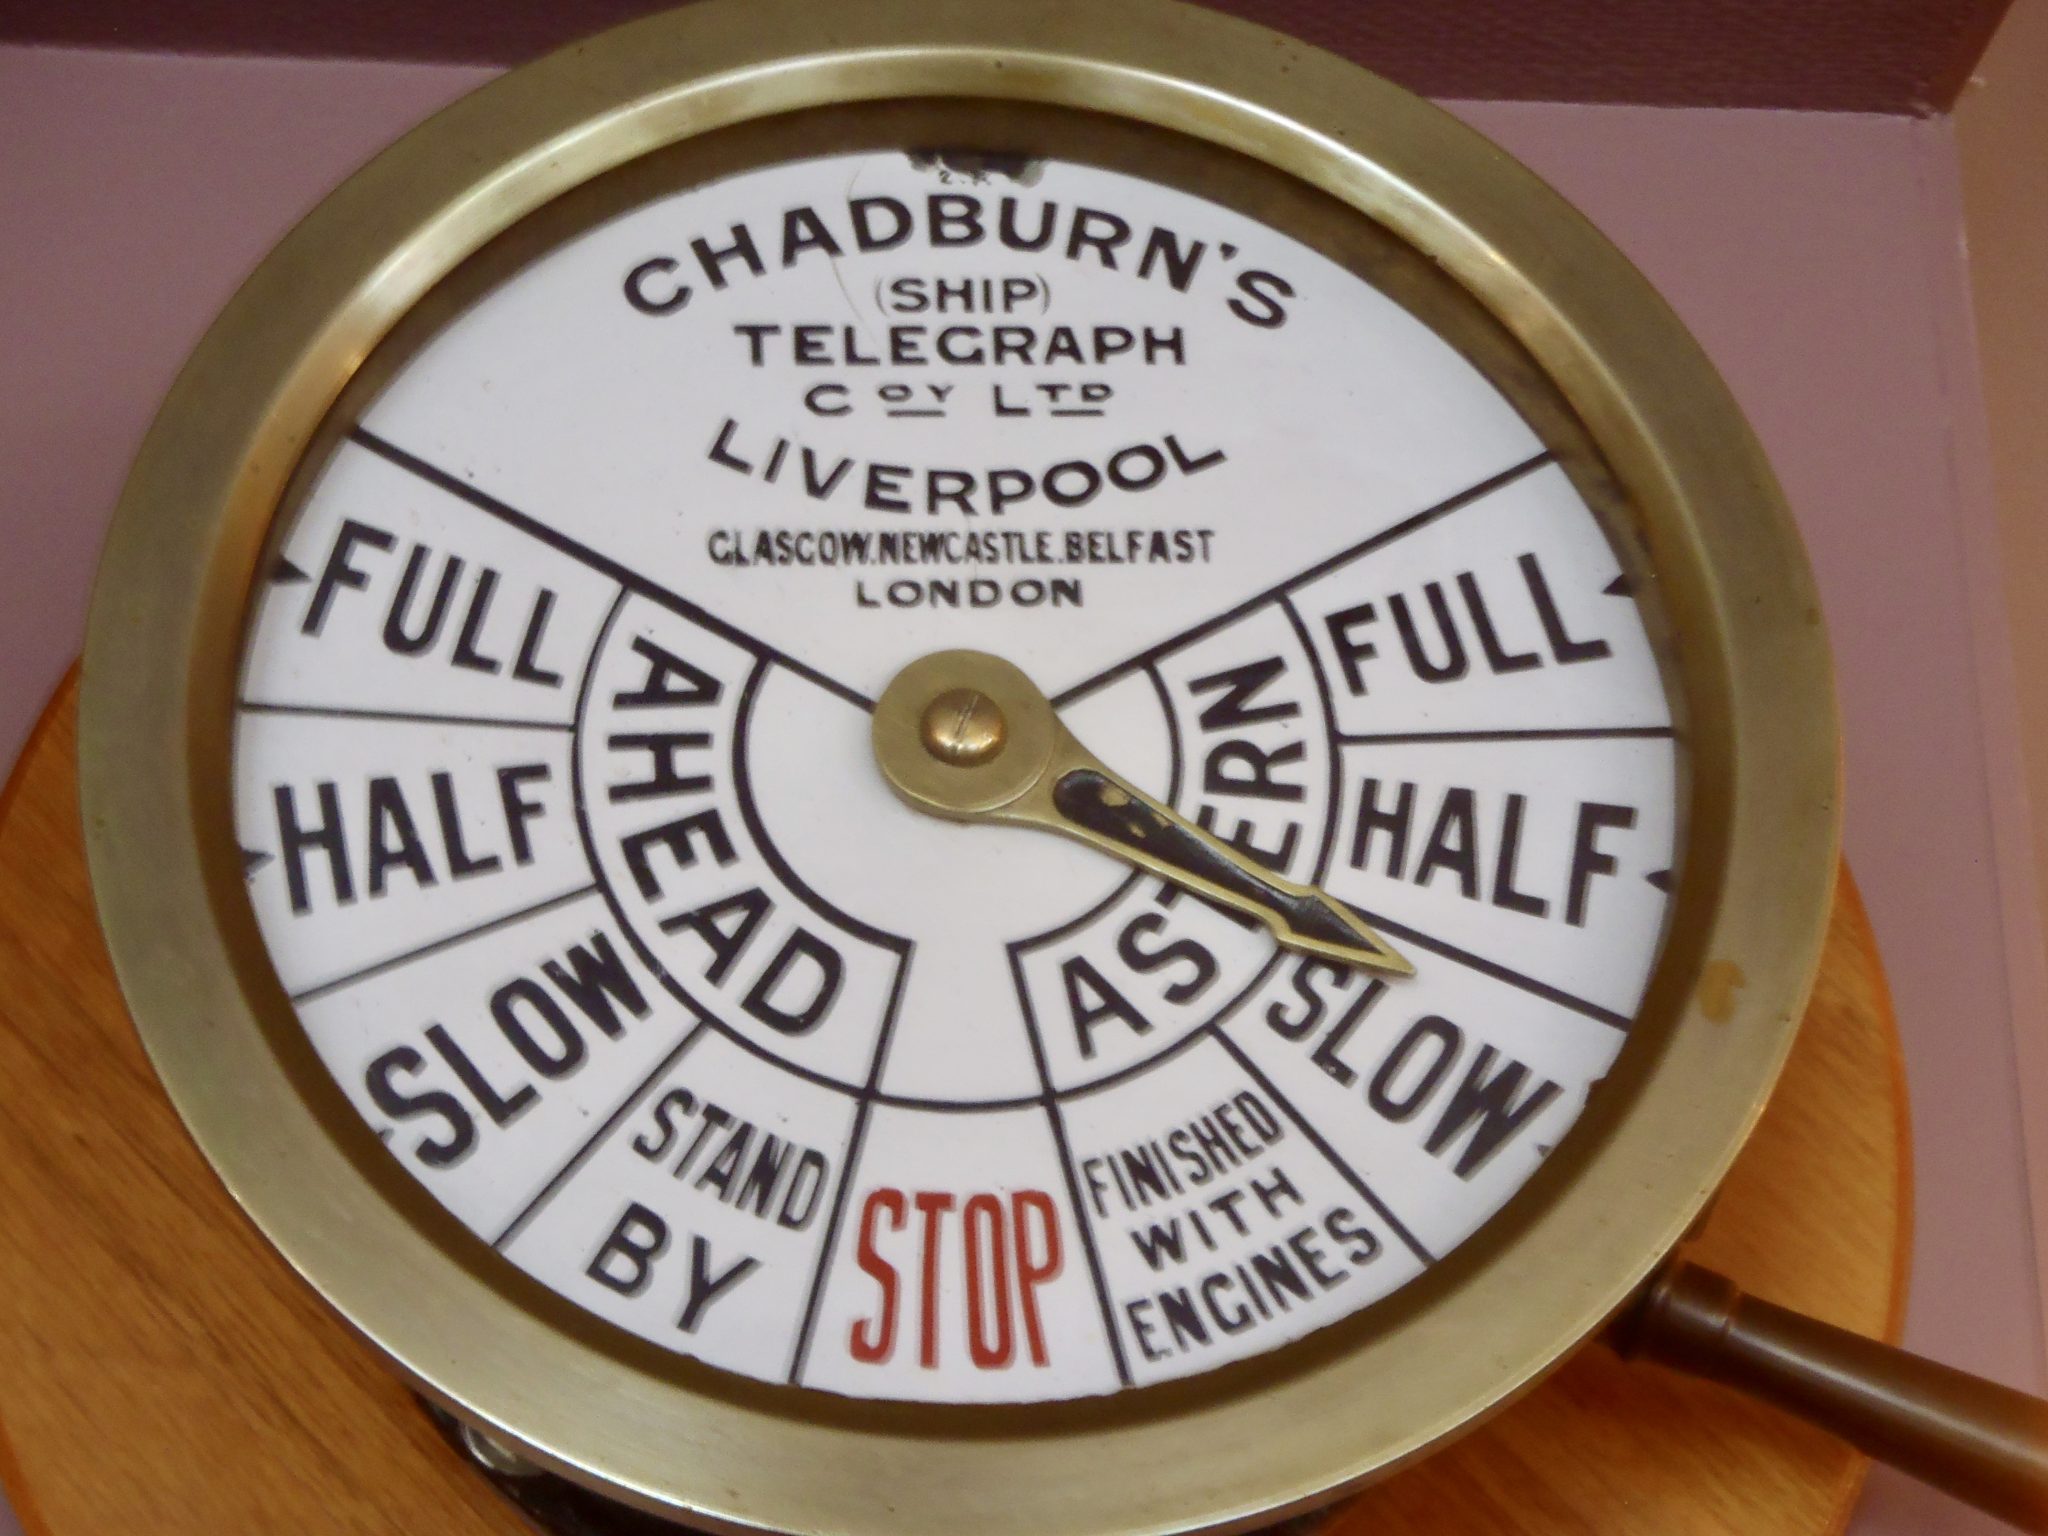 CHADBURN'S
(SHIP)
TELEGRAPH
COY LTD
LIVERPOOL
GLASGOW.NEWCASTLE.BELFAST
LONDON
FULL
HALF
SLOW
AHEAD
STAND
BY
STOP
FINISHED
WITH
ENGINES
ASTERN
SLOW
HALF
FULL